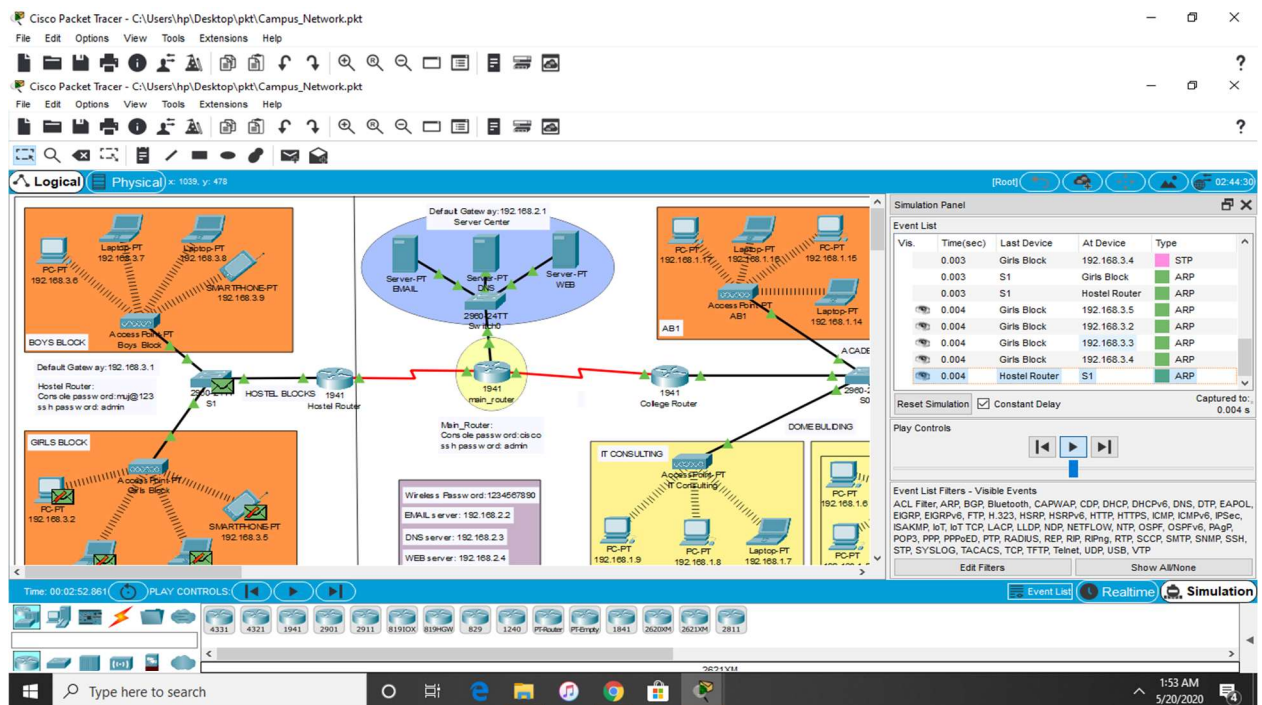 Cisco Packet Tracer - C:\Users\hp\Desktop\pkt\Campus_Network.pkt
File Edit Options View Tools Extensions Help
?
Cisco Packet Tracer - C:\Users\hp\Desktop\pkt\Campus_Network.pkt
File Edit Options View Tools Extensions Help
?
Logical Physical x: 1039, y: 478 [Root] 02:44:30
Laptop-PT
192.168.3.7
Laptop-PT
192.168.3.8
PC-PT
192.168.3.6
SMARTPHONE-PT
192.168.3.9
Access Point-PT
Boys Block
BOYS BLOCK
Default Gateway:192.168.3.1
Hostel Router:
Console password:muj@123
ssh password: admin
S1
HOSTEL BLOCKS
1941
Hostel Router
GIRLS BLOCK
Access Point-PT
Girls Block
PC-PT
192.168.3.2
SMARTPHONE-PT
192.168.3.5
Default Gateway:192.168.2.1
Server Center
Server-PT
EMAIL
Server-PT
DNS
Server-PT
WEB
2960-24TT
Switch0
1941
main_router
Main_Router:
Console password:cisco
ssh password: admin
Wireless Password:1234567890
EMAIL server: 192.168.2.2
DNS server: 192.168.2.3
WEB server: 192.168.2.4
PC-PT
192.168.1.17
Laptop-PT
192.168.1.16
PC-PT
192.168.1.15
Access Point-PT
AB1
Laptop-PT
192.168.1.14
AB1
ACADE
1941
College Router
2960-2
S0
DOME BUILDING
IT CONSULTING
Access Point-PT
IT Consulting
PC-PT
192.168.1.9
PC-PT
192.168.1.8
Laptop-PT
192.168.1.7
PC-PT
192.168.1.6
PC-PT
Simulation Panel
Event List
Vis. Time(sec) Last Device At Device Type
0.003 Girls Block 192.168.3.4 STP
0.003 S1 Girls Block ARP
0.003 S1 Hostel Router ARP
0.004 Girls Block 192.168.3.5 ARP
0.004 Girls Block 192.168.3.2 ARP
0.004 Girls Block 192.168.3.3 ARP
0.004 Girls Block 192.168.3.4 ARP
0.004 Hostel Router S1 ARP
Reset Simulation Constant Delay Captured to:
0.004 s
Play Controls
Event List Filters - Visible Events
ACL Filter, ARP, BGP, Bluetooth, CAPWAP, CDP, DHCP, DHCPv6, DNS, DTP, EAPOL,
EIGRP, EIGRPv6, FTP, H.323, HSRP, HSRPv6, HTTP, HTTPS, ICMP, ICMPv6, IPSec,
ISAKMP, IoT, IoT TCP, LACP, LLDP, NDP, NETFLOW, NTP, OSPF, OSPFv6, PAgP,
POP3, PPP, PPPoED, PTP, RADIUS, REP, RIP, RIPng, RTP, SCCP, SMTP, SNMP, SSH,
STP, SYSLOG, TACACS, TCP, TFTP, Telnet, UDP, USB, VTP
Edit Filters Show All/None
Time: 00:02:52.861 PLAY CONTROLS: Event List Realtime Simulation
4331 4321 1941 2901 2911 819IOX 819HGW 829 1240 PT-Router PT-Empty 1841 2620XM 2621XM 2811
2621XM
Type here to search
1:53 AM
5/20/2020
4